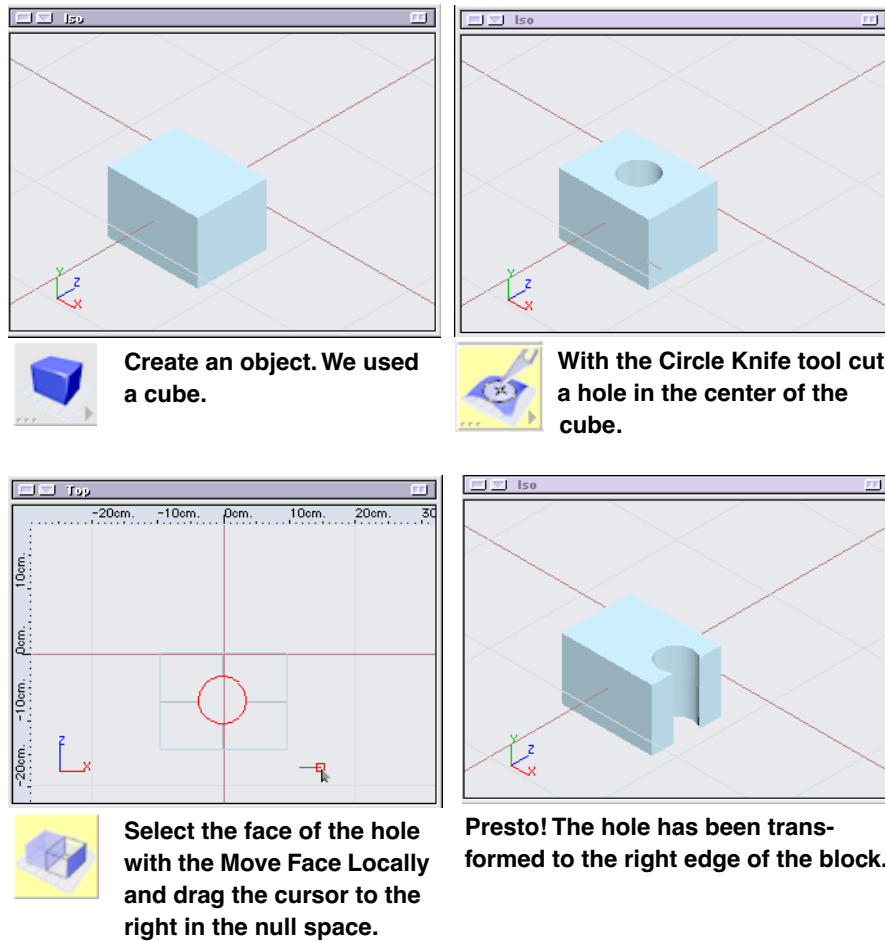 Iso
Iso
Y
Z
X
Y
Z
X
Create an object. We used
a cube.
With the Circle Knife tool cut
a hole in the center of the
cube.
Top
-20cm. -10cm. 0cm. 10cm. 20cm. 30
10cm.
0cm.
-10cm.
-20cm.
Z
X
Iso
Y
Z
X
Select the face of the hole
with the Move Face Locally
and drag the cursor to the
right in the null space.
Presto! The hole has been trans-
formed to the right edge of the block.